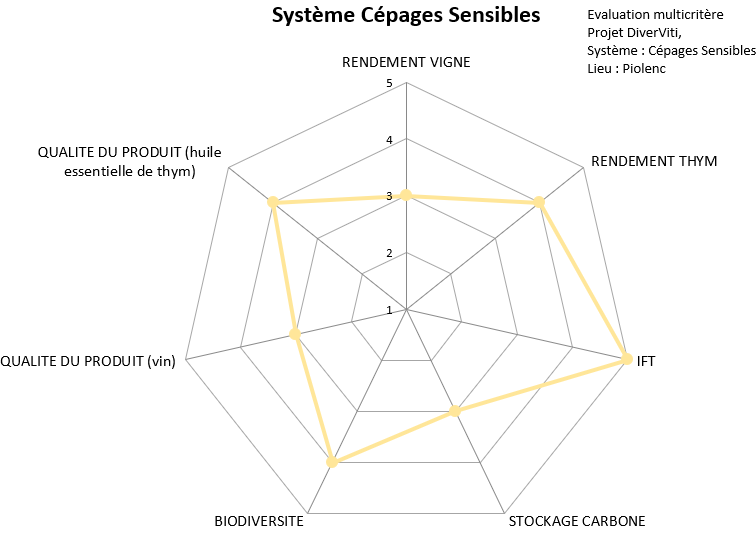 Système Cépages Sensibles
Evaluation multicritère
Projet DiverViti,
Système : Cépages Sensibles
Lieu : Piolenc
RENDEMENT VIGNE
5
4
3
2
1
QUALITE DU PRODUIT (huile
essentielle de thym)
RENDEMENT THYM
QUALITE DU PRODUIT (vin)
IFT
BIODIVERSITE
STOCKAGE CARBONE